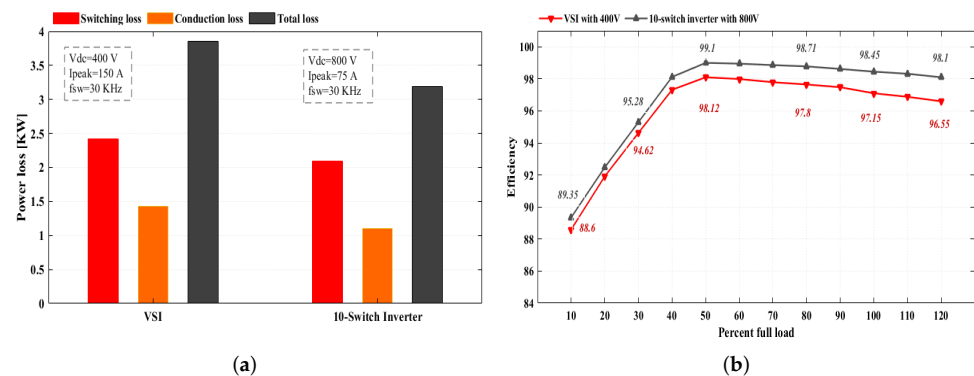 Switching loss Conduction loss Total loss
Power loss [KW]
4
3.5
3
2.5
2
1.5
1
0.5
0
Vdc=400 V
Ipeak=150 A
fsw=30 KHz
Vdc=800 V
Ipeak=75 A
fsw=30 KHz
VSI 10-Switch Inverter
(a)
VSI with 400V 10-switch inverter with 800V
Efficiency
100
98
96
94
92
90
88
86
84
99.1 98.71 98.45 98.1
95.28
98.12 97.8 97.15 96.55
94.62
89.35
88.6
10 20 30 40 50 60 70 80 90 100 110 120
Percent full load
(b)